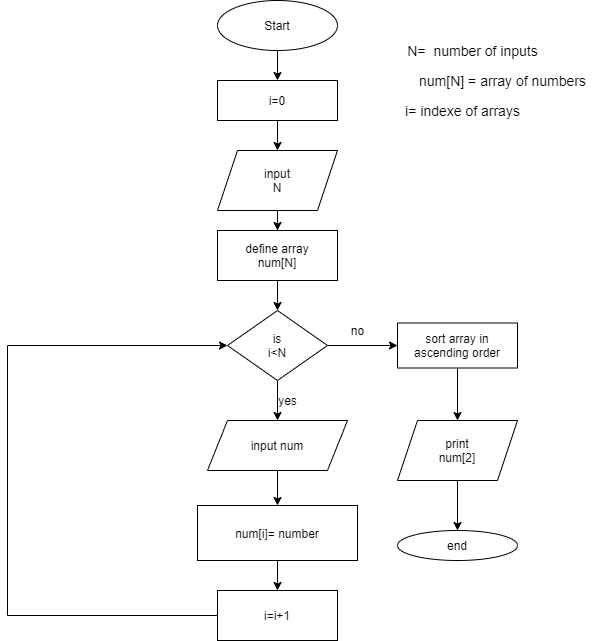 Start
N=  number of inputs
num[N] = array of numbers
i= indexe of arrays
i=0
input
N
define array
num[N]
is
i<N
no
sort array in
ascending order
yes
input num
print
num[2]
num[i]= number
end
i=i+1